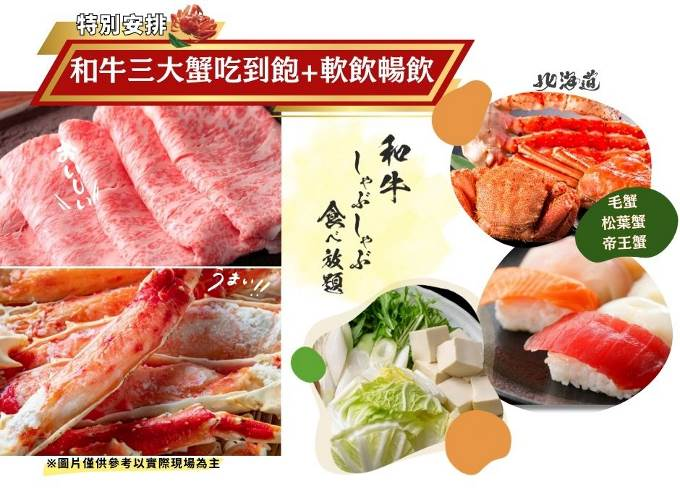 特別安排
和牛三大蟹吃到飽+軟飲暢飲
北海道
おいしい
和牛
しゃぶしゃぶ
食べ放題
毛蟹
松葉蟹
帝王蟹
うまい!!
※圖片僅供參考以實際現場為主